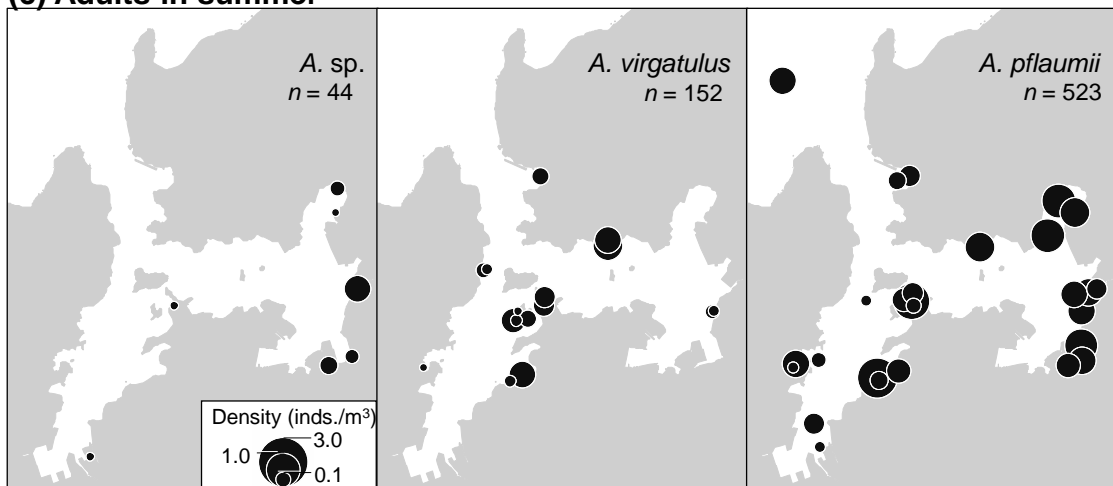 (c) Adults in summer
A. sp.
n = 44
A. virgatulus
n = 152
A. pflaumii
n = 523
Density (inds./m³)
3.0
1.0
0.1